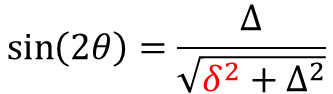 sin(2θ) = Δ / √(δ² + Δ²)